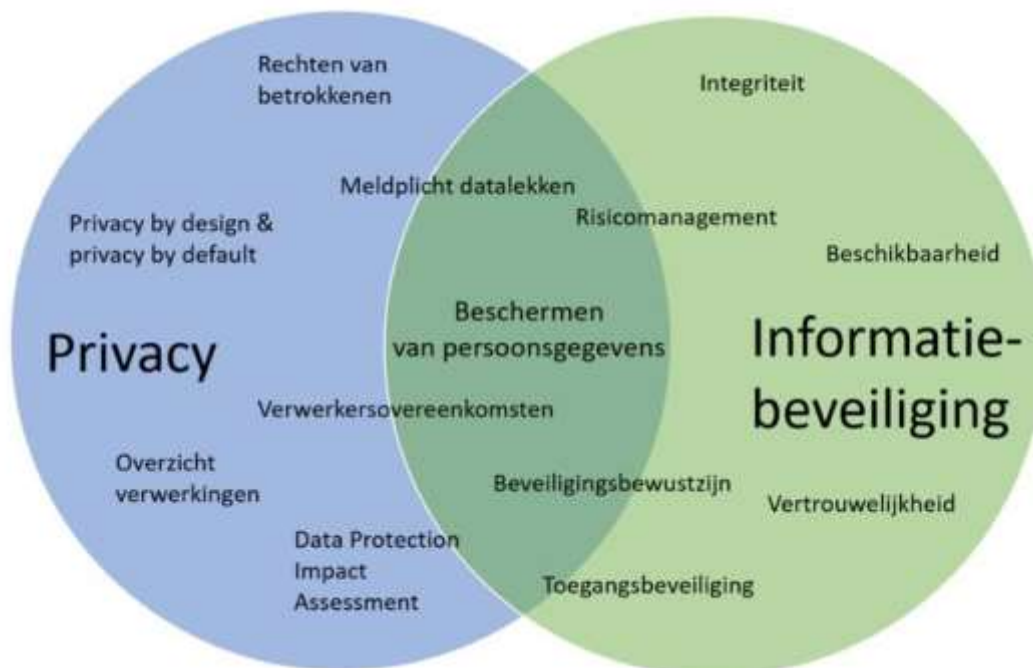 Rechten van
betrokkenen
Integriteit
Meldplicht datalekken
Risicomanagement
Privacy by design &
privacy by default
Beschikbaarheid
Beschermen
van persoonsgegevens
Privacy
Informatie-
beveiliging
Verwerkersovereenkomsten
Overzicht
verwerkingen
Beveiligingsbewustzijn
Vertrouwelijkheid
Data Protection
Impact
Assessment
Toegangsbeveiliging